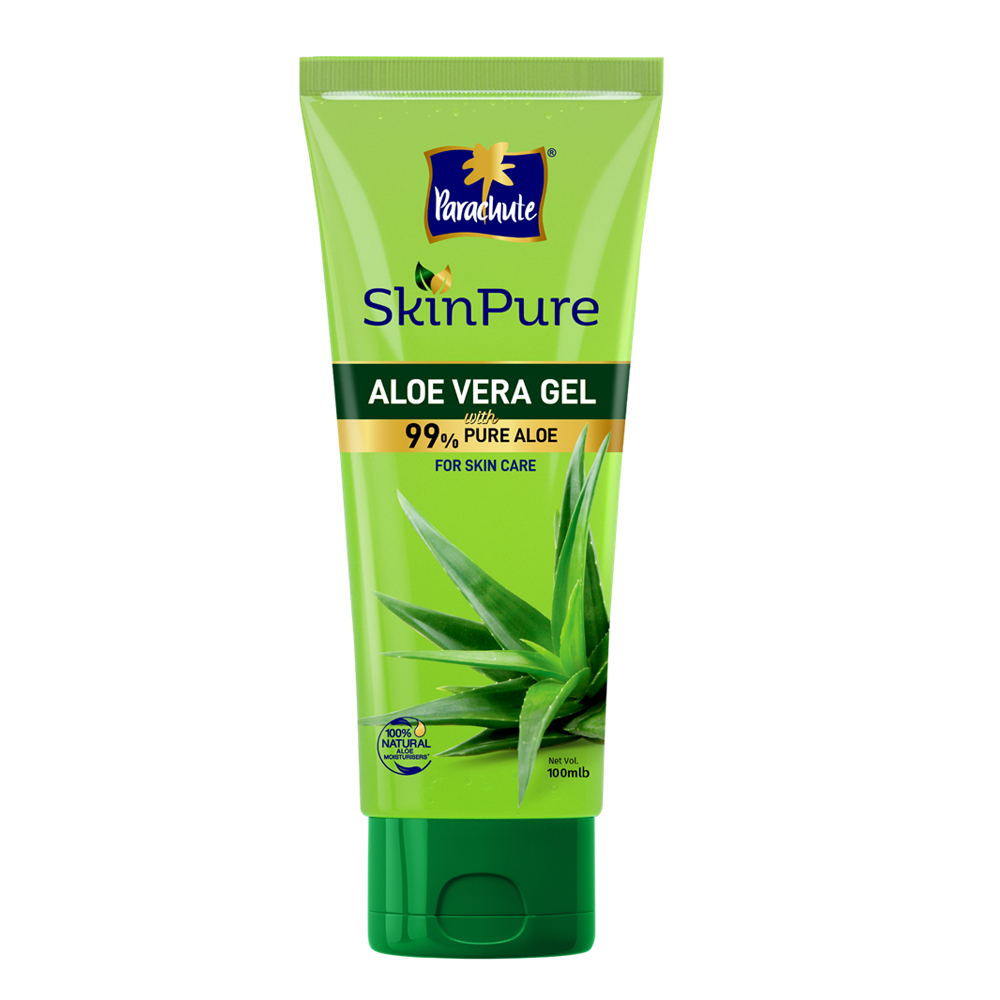 Parachute®
SkinPure
ALOE VERA GEL
with
99% PURE ALOE
FOR SKIN CARE
100%
NATURAL
ALOE
MOISTURISERS*
Net Vol.
100mlb